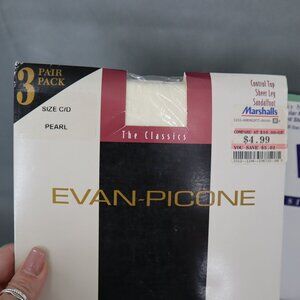 3 PAIR
PACK
SIZE C/D
PEARL
The Classics
Control Top
Sheer Leg
Sandalfoot
Marshalls
$4.99
EVAN-PICONE